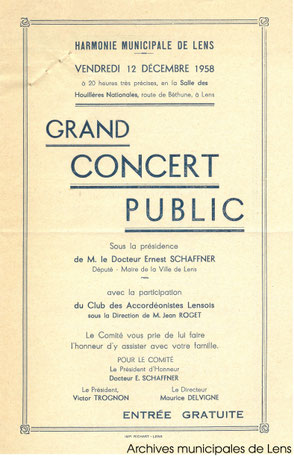 HARMONIE MUNICIPALE DE LENS
VENDREDI 12 DÉCEMBRE 1958
à 20 heures très précises, en la Salle des
Houillères Nationales, route de Béthune, à Lens
GRAND
CONCERT
PUBLIC
Sous la présidence
de M. le Docteur Ernest SCHAFFNER
Député - Maire de la Ville de Lens
avec la participation
du Club des Accordéonistes Lensois
sous la Direction de M. Jean ROGET
Le Comité vous prie de lui faire
l'honneur d'y assister avec votre famille.
POUR LE COMITÉ
Le Président d'Honneur
Docteur E. SCHAFFNER
Le Président, Le Directeur
Victor TROGNON Maurice DELVIGNE
ENTRÉE GRATUITE
IMP. RICHART - LENS
Archives municipales de Lens